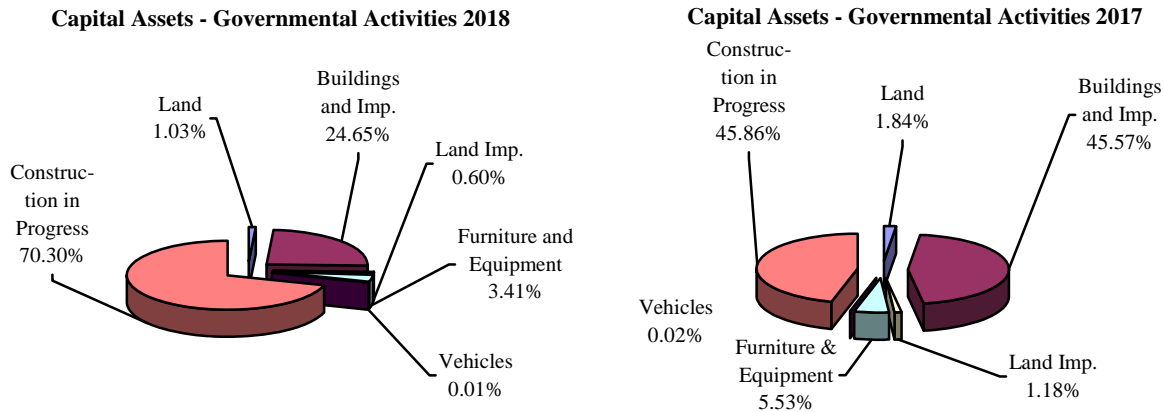 Capital Assets - Governmental Activities 2018
Land
1.03%
Buildings
and Imp.
24.65%
Land Imp.
0.60%
Construc-
tion in
Progress
70.30%
Furniture and
Equipment
3.41%
Vehicles
0.01%
Capital Assets - Governmental Activities 2017
Construc-
tion in
Progress
45.86%
Land
1.84%
Buildings
and Imp.
45.57%
Vehicles
0.02%
Furniture &
Equipment
5.53%
Land Imp.
1.18%